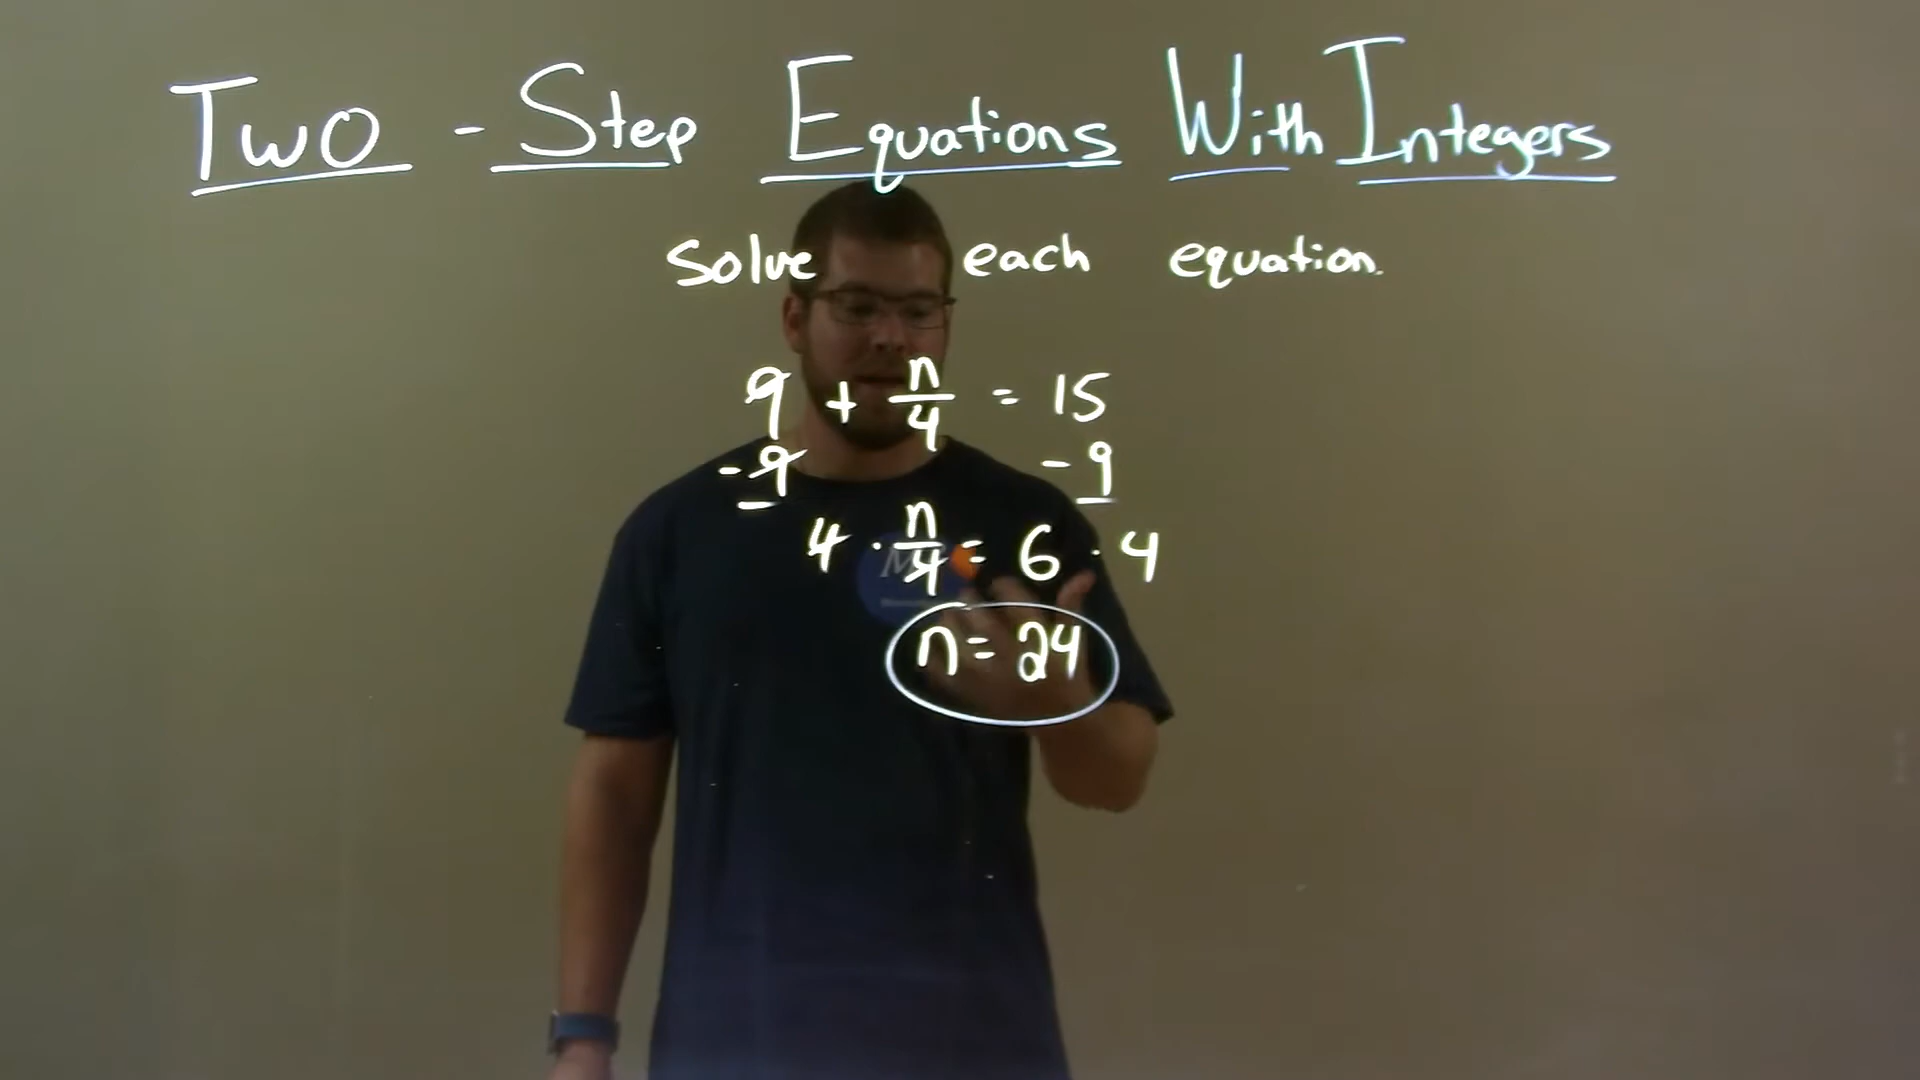 Two - Step Equations With Integers
Solve each equation.
9 + n/4 = 15
- 9 - 9
4 · n/4 = 6 · 4
n = 24